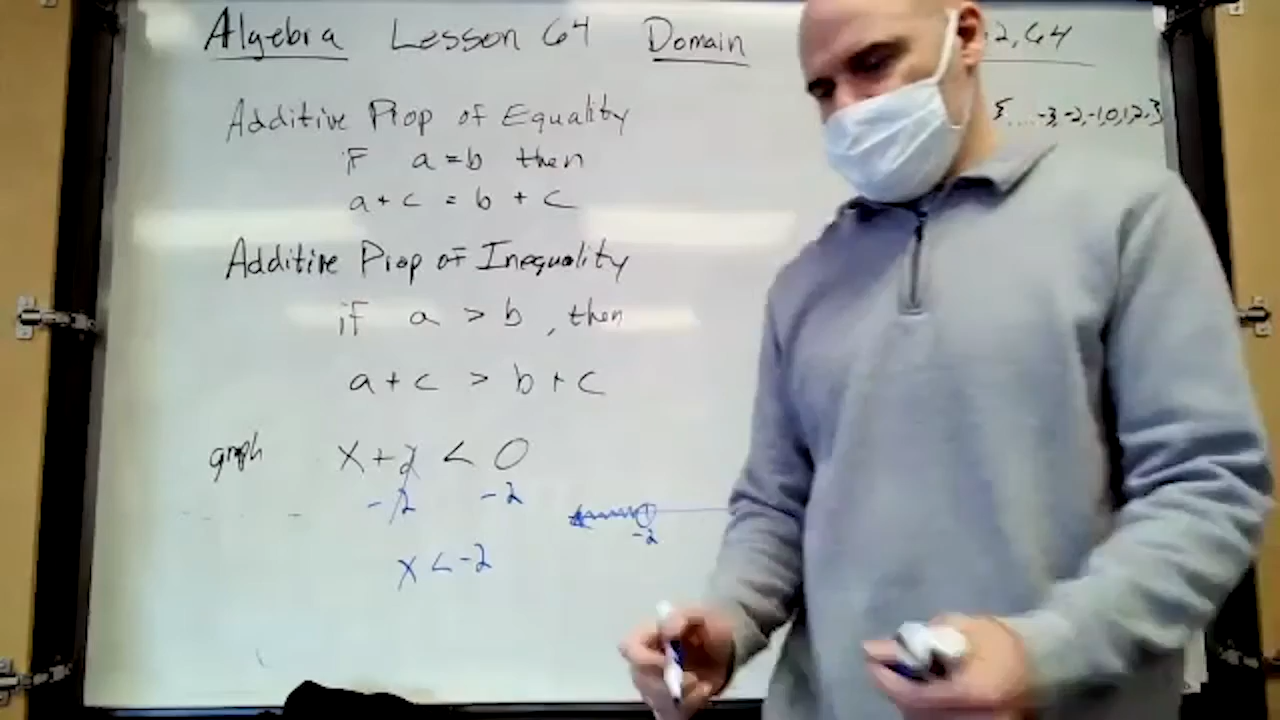 Algebra Lesson 64 Domain 2, 64
{....-3,-2,-1,0,1,2,3
Additive Prop of Equality
if a = b then
a + c = b + c
Additive Prop of Inequality
if a > b , then
a + c > b + c
graph x + 2 < 0
-2 -2
-2
x < -2